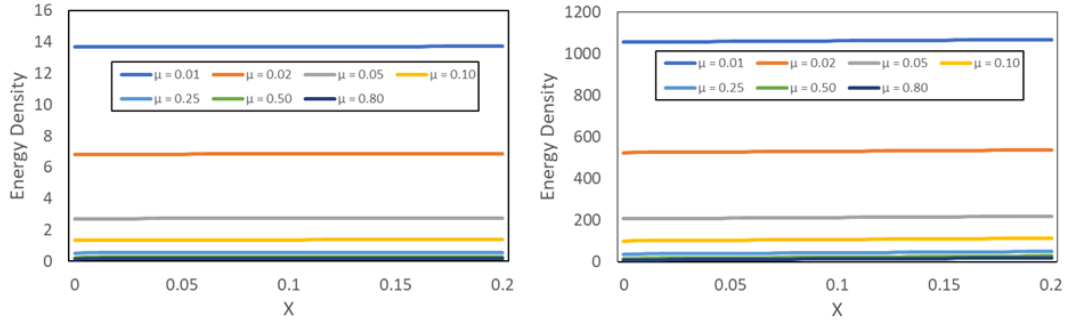 16
14
12
10
8
6
4
2
0
Energy Density
μ = 0.01 μ = 0.02 μ = 0.05 μ = 0.10
μ = 0.25 μ = 0.50 μ = 0.80
0 0.05 0.1 0.15 0.2
X
1200
1000
800
600
400
200
0
Energy Density
μ = 0.01 μ = 0.02 μ = 0.05 μ = 0.10
μ = 0.25 μ = 0.50 μ = 0.80
0 0.05 0.1 0.15 0.2
X